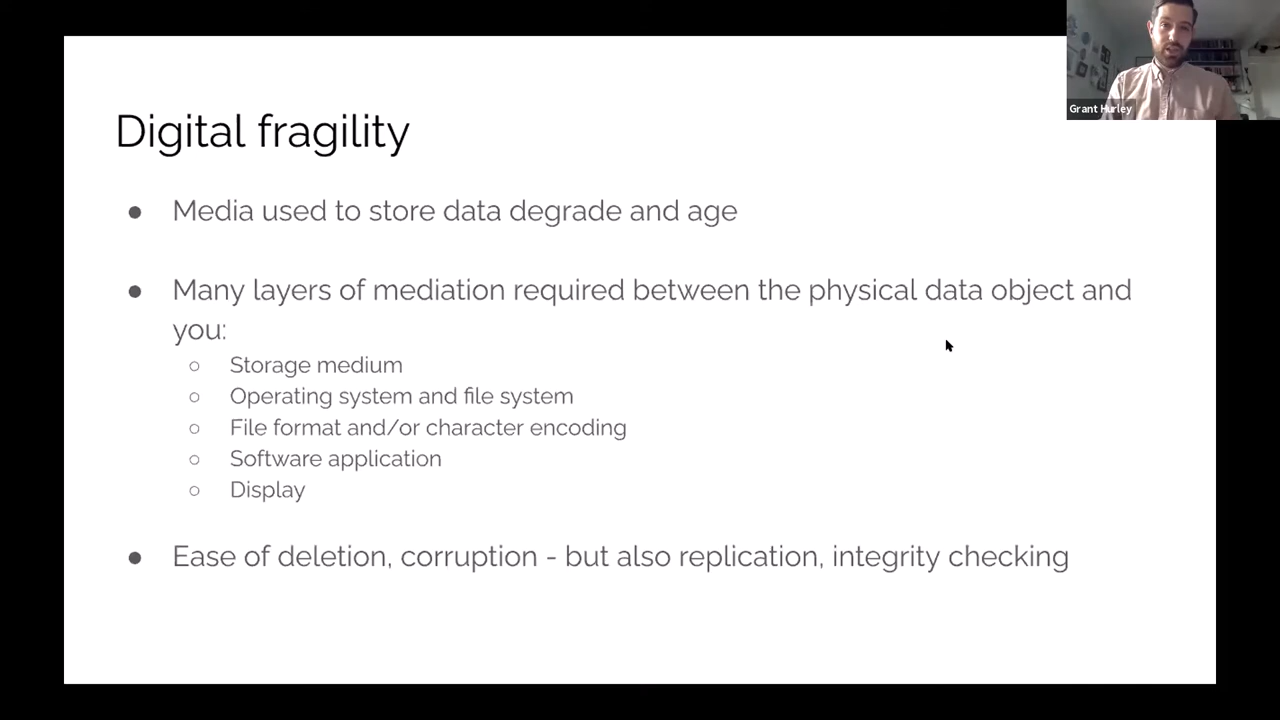 Grant Hurley
Digital fragility
● Media used to store data degrade and age
● Many layers of mediation required between the physical data object and
you:
○ Storage medium
○ Operating system and file system
○ File format and/or character encoding
○ Software application
○ Display
● Ease of deletion, corruption - but also replication, integrity checking